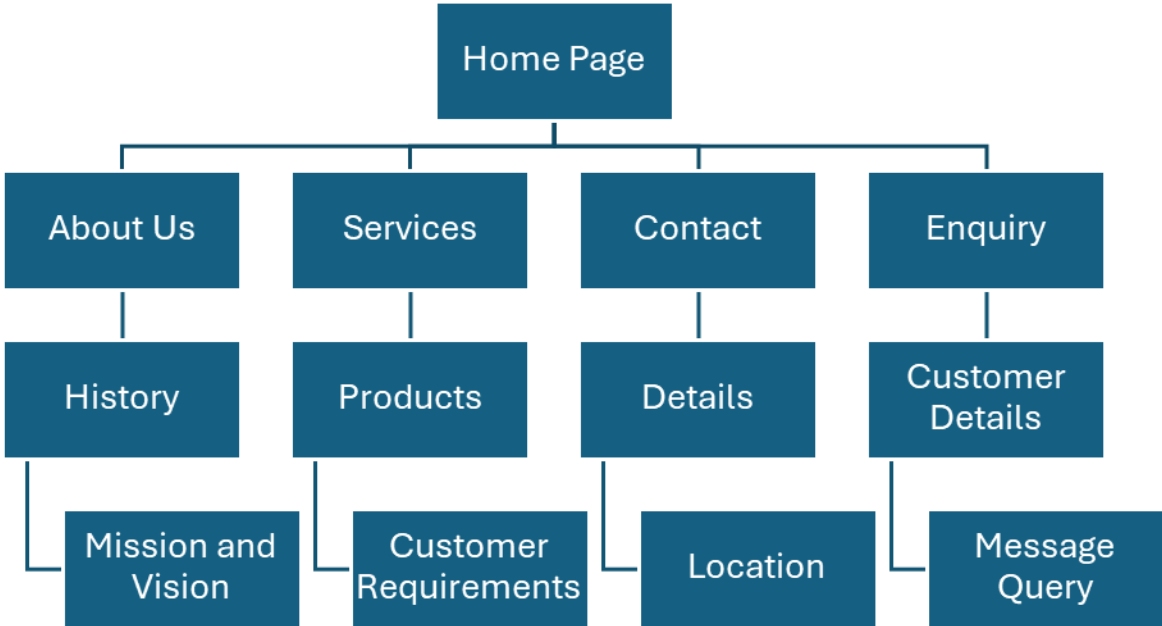 Home Page
About Us
Services
Contact
Enquiry
History
Products
Details
Customer
Details
Mission and
Vision
Customer
Requirements
Location
Message
Query